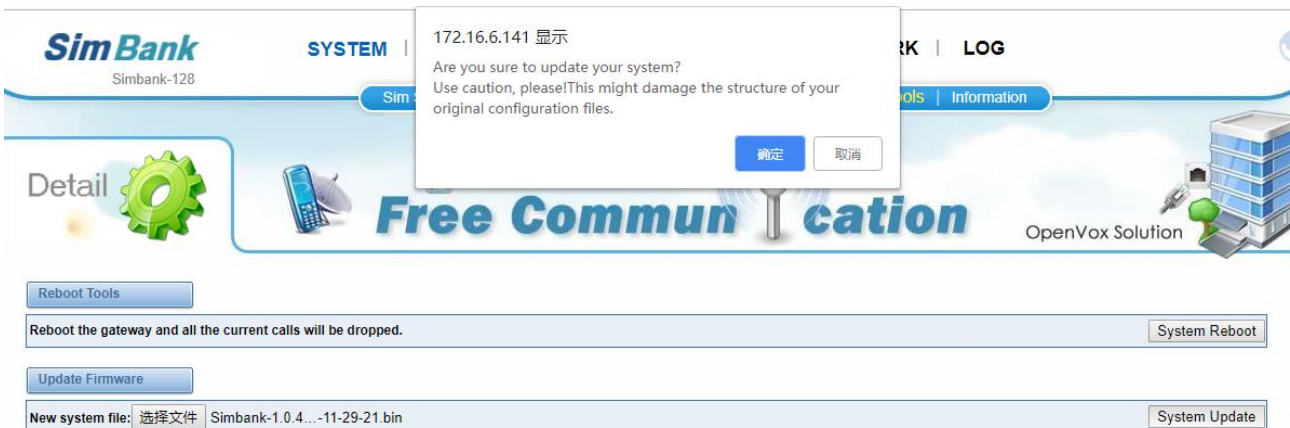 SimBank
Simbank-128
SYSTEM |
RK | LOG
172.16.6.141 显示
Are you sure to update your system?
Use caution, please!This might damage the structure of your
original configuration files.
确定
取消
Sim
ols | Information
Detail
Free Commun cation
OpenVox Solution
Reboot Tools
Reboot the gateway and all the current calls will be dropped.
System Reboot
Update Firmware
New system file: 选择文件 Simbank-1.0.4...-11-29-21.bin
System Update